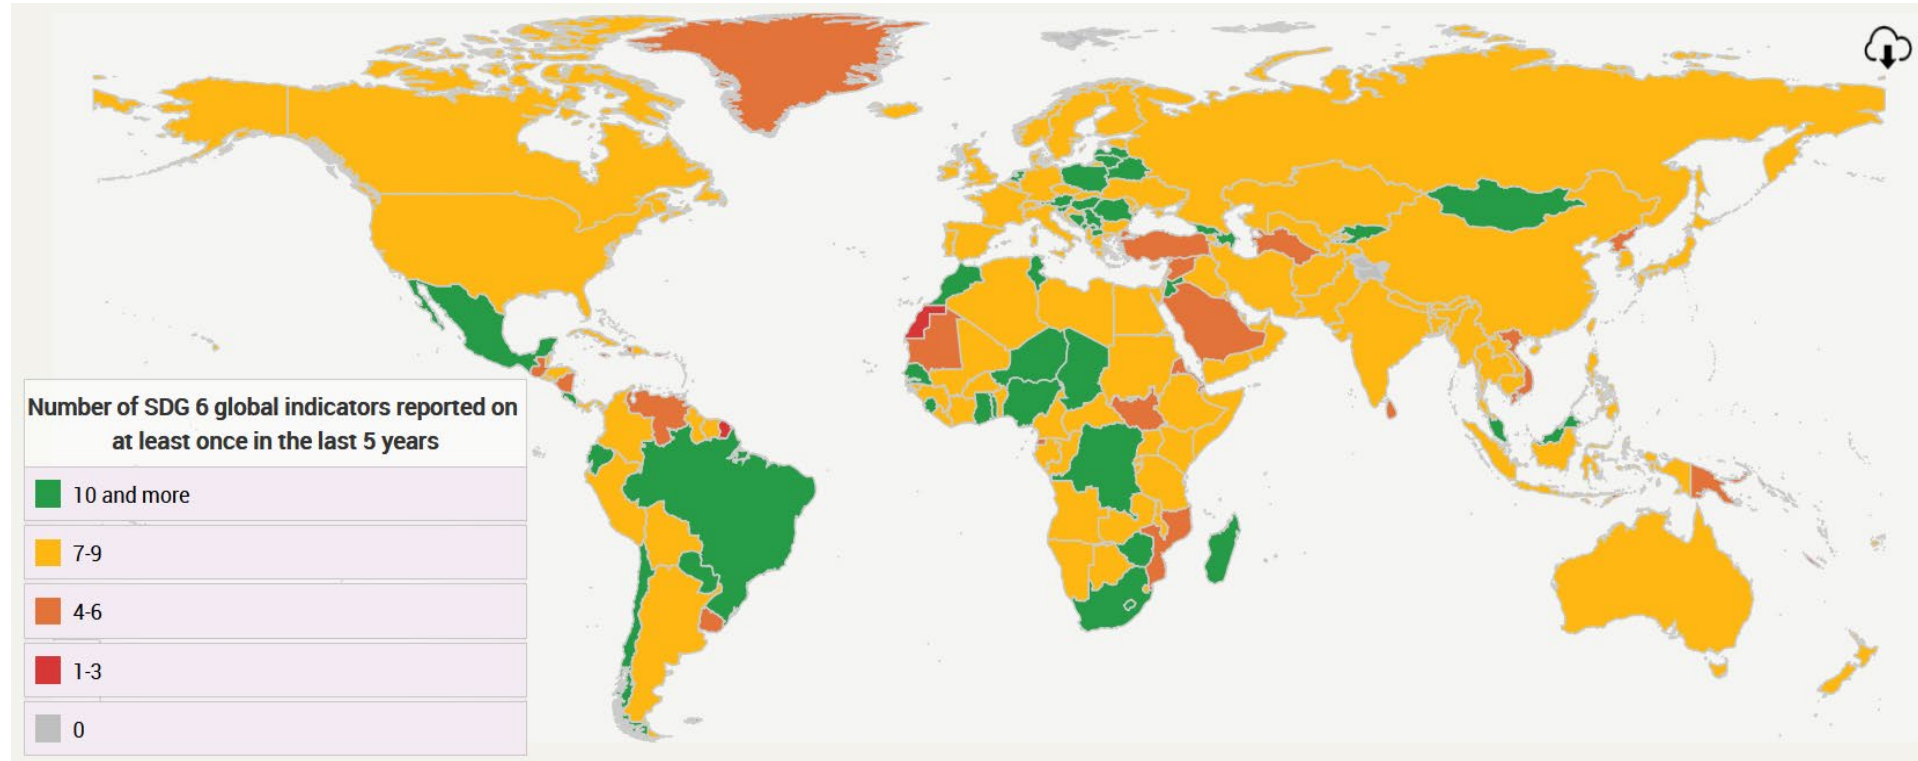 Number of SDG 6 global indicators reported on
at least once in the last 5 years
10 and more
7-9
4-6
1-3
0